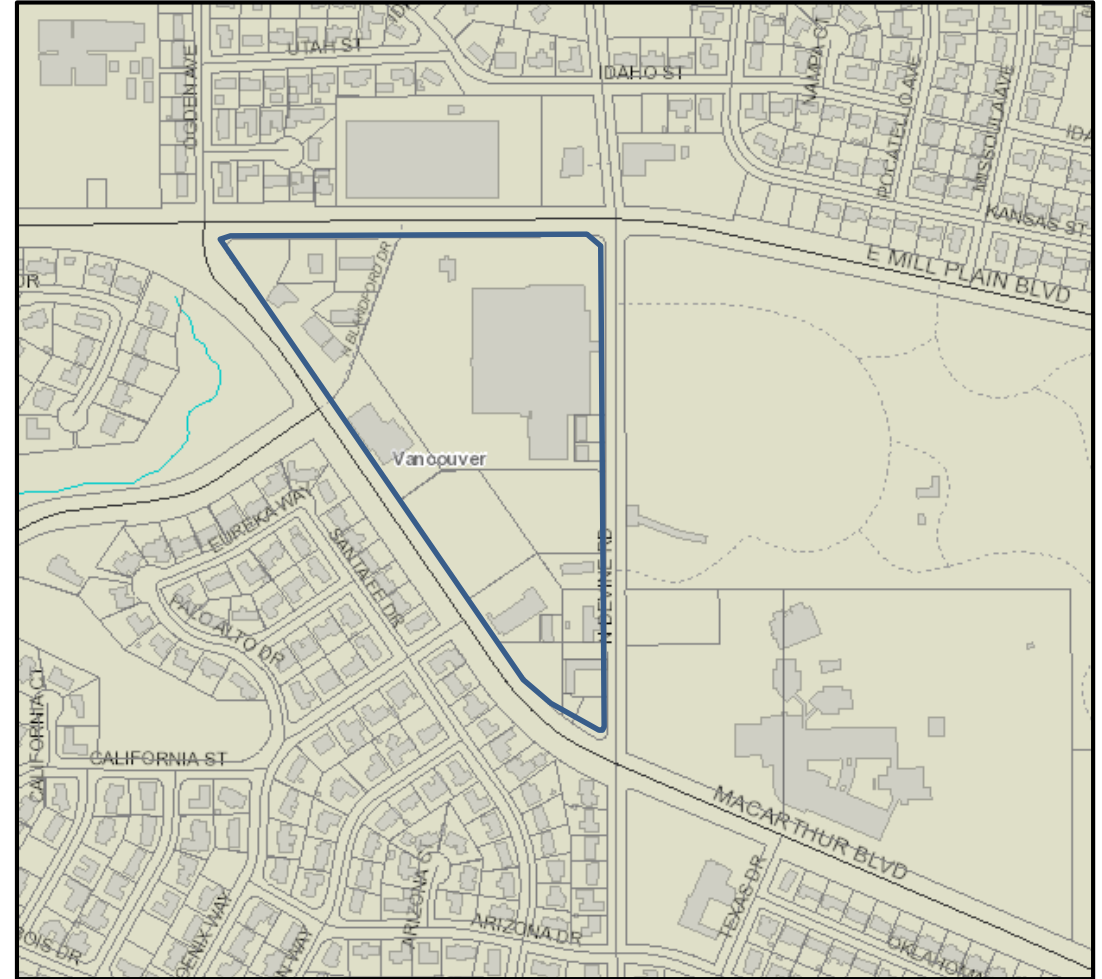 UTAH ST
IDAHO ST
OGDEN AVE
NAMPA CT
POCATELLO AVE
MISSOULA AVE
KANSAS ST
E MILL PLAIN BLVD
N BLANDFORD DR
Vancouver
EUREKA WAY
SANTA FE DR
N DEVINE RD
PALO ALTO DR
CALIFORNIA CT
CALIFORNIA ST
MACARTHUR BLVD
TEXAS DR
ARIZONA DR